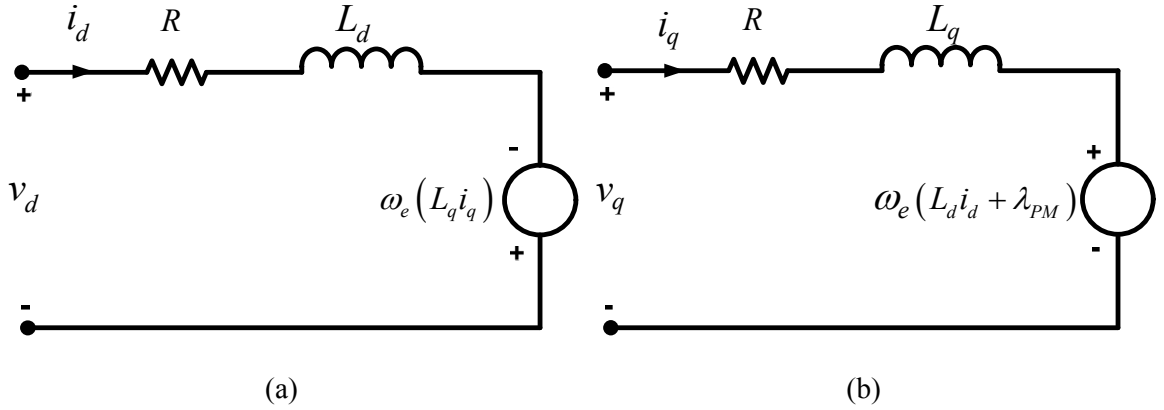 i_d R L_d
+
-
v_d
ω_e(L_q i_q)
+
-
(a)
i_q R L_q
+
+
v_q
ω_e(L_d i_d + λ_PM)
-
-
(b)